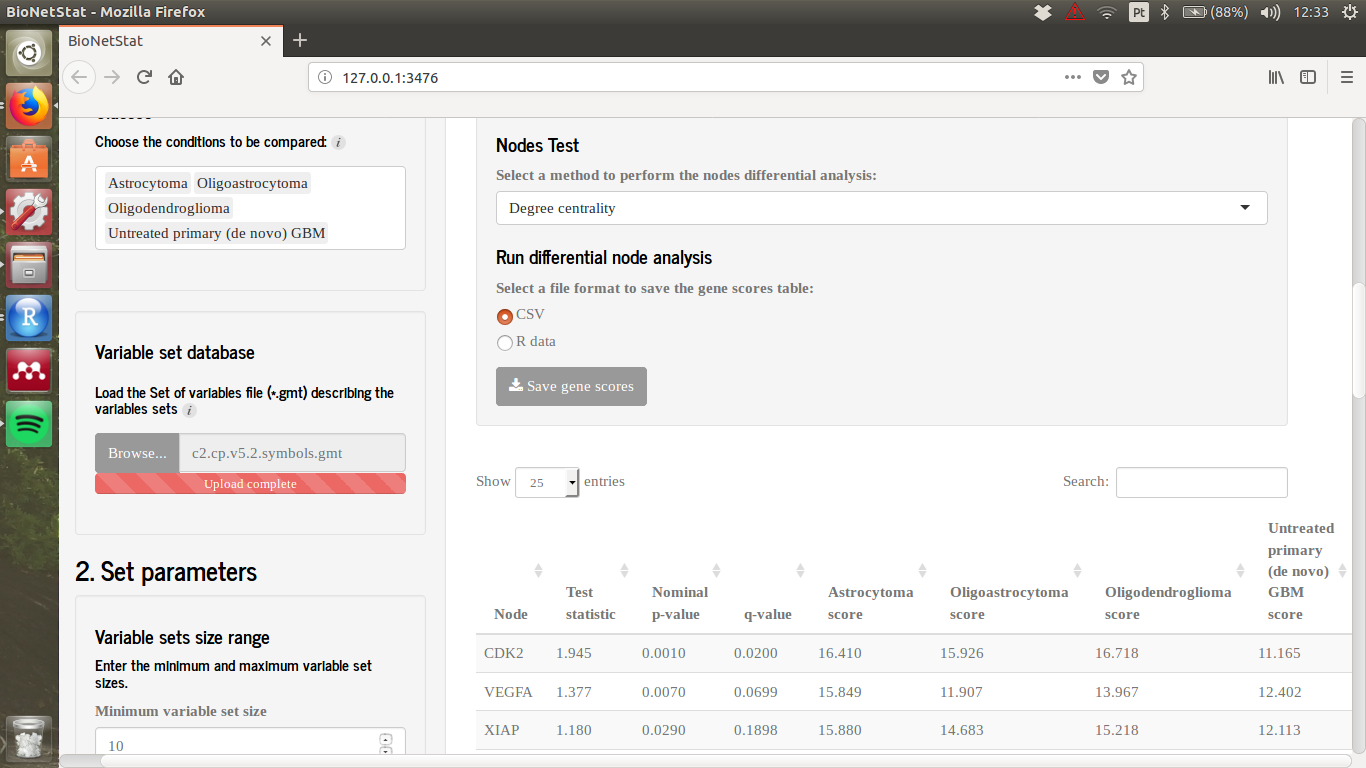 BioNetStat - Mozilla Firefox
Pt
(88%)
12:33
BioNetStat
127.0.0.1:3476
Choose the conditions to be compared: i
Astrocytoma Oligoastrocytoma
Oligodendroglioma
Untreated primary (de novo) GBM
Variable set database
Load the Set of variables file (*.gmt) describing the
variables sets i
Browse... c2.cp.v5.2.symbols.gmt
Upload complete
2. Set parameters
Variable sets size range
Enter the minimum and maximum variable set
sizes.
Minimum variable set size
10
Nodes Test
Select a method to perform the nodes differential analysis:
Degree centrality
Run differential node analysis
Select a file format to save the gene scores table:
CSV
R data
Save gene scores
Show 25 entries
Search:
Node
Test
statistic
Nominal
p-value
q-value
Astrocytoma
score
Oligoastrocytoma
score
Oligodendroglioma
score
Untreated
primary
(de novo)
GBM
score
CDK2 1.945 0.0010 0.0200 16.410 15.926 16.718 11.165
VEGFA 1.377 0.0070 0.0699 15.849 11.907 13.967 12.402
XIAP 1.180 0.0290 0.1898 15.880 14.683 15.218 12.113